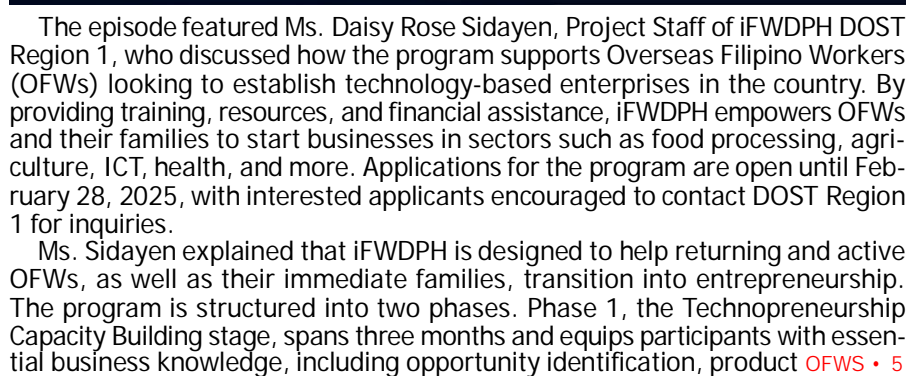 The episode featured Ms. Daisy Rose Sidayen, Project Staff of iFWDPH DOST
Region 1, who discussed how the program supports Overseas Filipino Workers
(OFWs) looking to establish technology-based enterprises in the country. By
providing training, resources, and financial assistance, iFWDPH empowers OFWs
and their families to start businesses in sectors such as food processing, agri-
culture, ICT, health, and more. Applications for the program are open until Feb-
ruary 28, 2025, with interested applicants encouraged to contact DOST Region
1 for inquiries.
Ms. Sidayen explained that iFWDPH is designed to help returning and active
OFWs, as well as their immediate families, transition into entrepreneurship.
The program is structured into two phases. Phase 1, the Technopreneurship
Capacity Building stage, spans three months and equips participants with essen-
tial business knowledge, including opportunity identification, product OFWS • 5